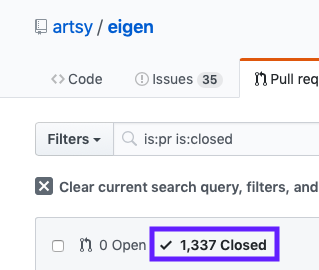 artsy / eigen
Code Issues 35 Pull req
Filters is:pr is:closed
Clear current search query, filters, and
0 Open 1,337 Closed